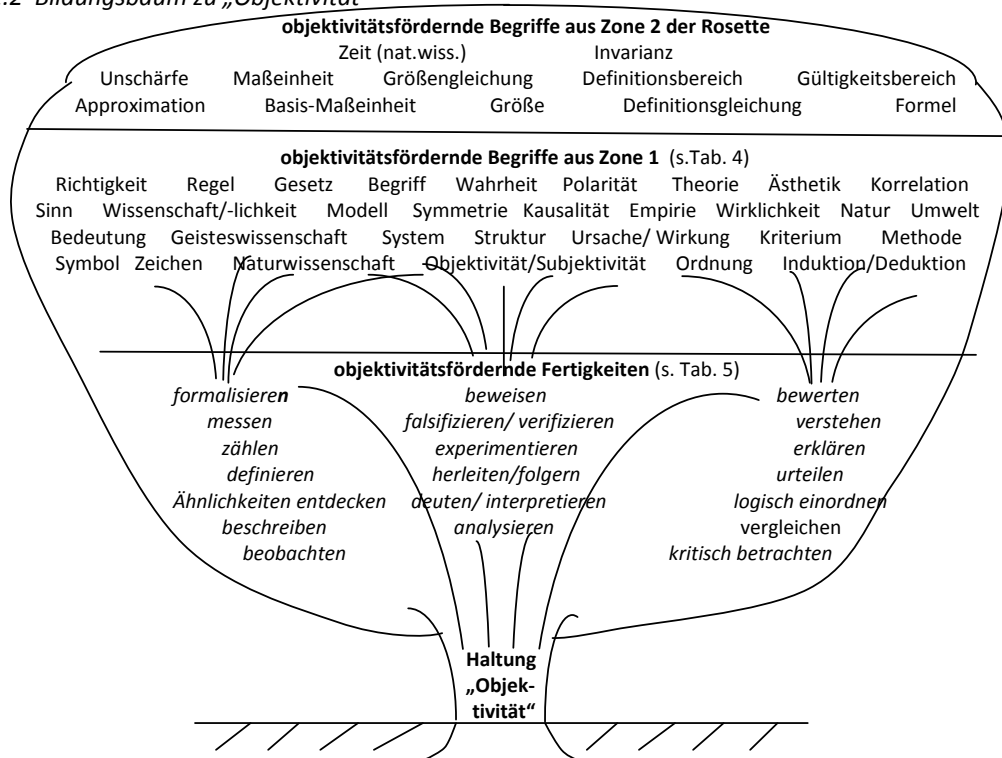 .2 Bildungsbaum zu „Objektivität
objektivitätsfördernde Begriffe aus Zone 2 der Rosette
Zeit (nat.wiss.) Invarianz
Unschärfe Maßeinheit Größengleichung Definitionsbereich Gültigkeitsbereich
Approximation Basis-Maßeinheit Größe Definitionsgleichung Formel
objektivitätsfördernde Begriffe aus Zone 1 (s.Tab. 4)
Richtigkeit Regel Gesetz Begriff Wahrheit Polarität Theorie Ästhetik Korrelation
Sinn Wissenschaft/-lichkeit Modell Symmetrie Kausalität Empirie Wirklichkeit Natur Umwelt
Bedeutung Geisteswissenschaft System Struktur Ursache/ Wirkung Kriterium Methode
Symbol Zeichen Naturwissenschaft Objektivität/Subjektivität Ordnung Induktion/Deduktion
objektivitätsfördernde Fertigkeiten (s. Tab. 5)
formalisieren beweisen bewerten
messen falsifizieren/ verifizieren verstehen
zählen experimentieren erklären
definieren herleiten/folgern urteilen
Ähnlichkeiten entdecken deuten/ interpretieren logisch einordnen
beschreiben analysieren vergleichen
beobachten kritisch betrachten
Haltung
„Objek-
tivität“